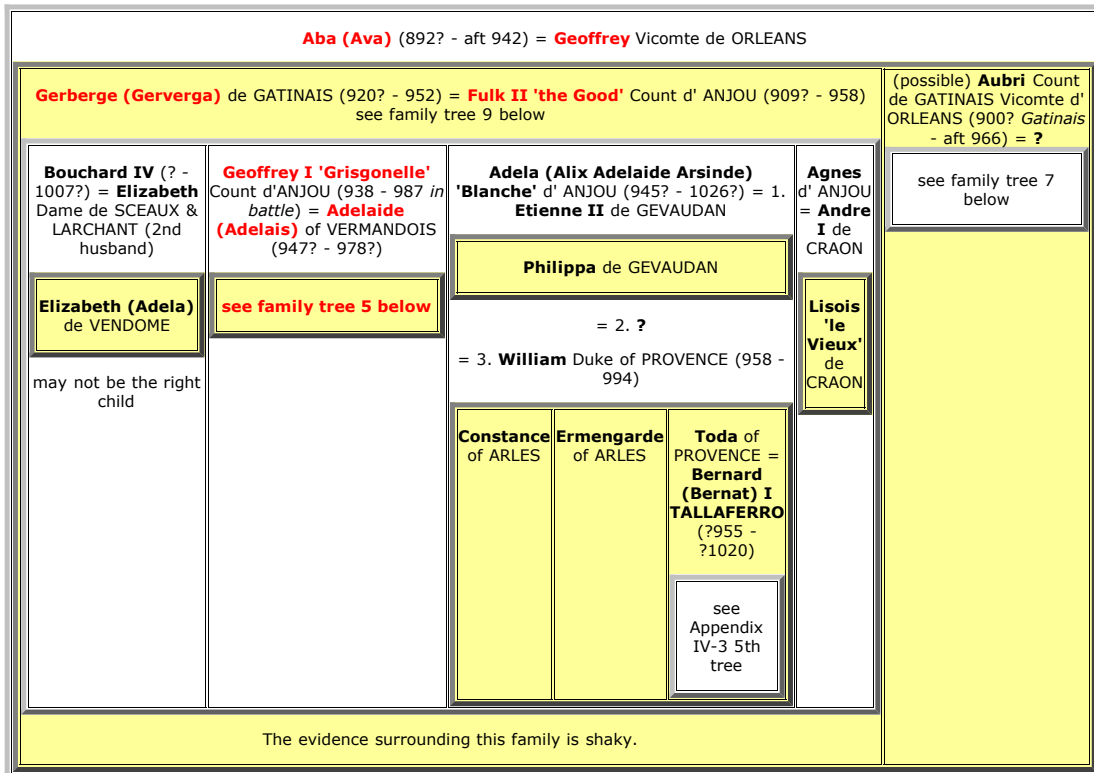 Aba (Ava) (892? - aft 942) = Geoffrey Vicomte de ORLEANS
Gerberge (Gerverga) de GATINAIS (920? - 952) = Fulk II 'the Good' Count d' ANJOU (909? - 958)
see family tree 9 below
Bouchard IV (? -
1007?) = Elizabeth
Dame de SCEAUX &
LARCHANT (2nd
husband)
Elizabeth (Adela)
de VENDOME
may not be the right
child
Geoffrey I 'Grisgonelle'
Count d'ANJOU (938 - 987 in
battle) = Adelaide
(Adelais) of VERMANDOIS
(947? - 978?)
see family tree 5 below
Adela (Alix Adelaide Arsinde)
'Blanche' d' ANJOU (945? - 1026?) = 1.
Etienne II de GEVAUDAN
Philippa de GEVAUDAN
= 2. ?
= 3. William Duke of PROVENCE (958 -
994)
Constance
of ARLES
Ermengarde
of ARLES
Toda of
PROVENCE =
Bernard
(Bernat) I
TALLAFERRO
(?955 -
?1020)
see
Appendix
IV-3 5th
tree
Agnes
d' ANJOU
= Andre
I de
CRAON
Lisois
'le
Vieux'
de
CRAON
The evidence surrounding this family is shaky.
(possible) Aubri Count
de GATINAIS Vicomte d'
ORLEANS (900? Gatinais
- aft 966) = ?
see family tree 7
below